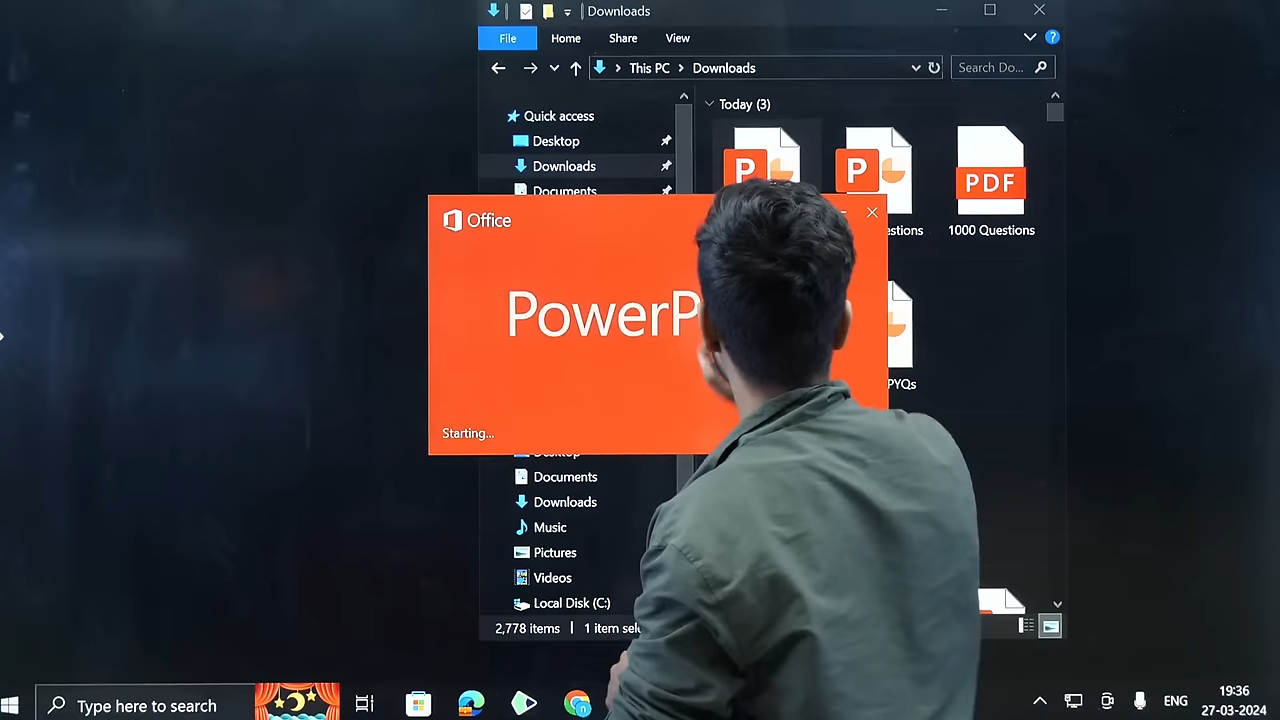 Downloads
File Home Share View
This PC Downloads Search Do...
Quick access
Desktop
Downloads
Documents
Today (3)
P P PDF
estions 1000 Questions
Office
PowerP
Starting...
PYQs
Desktop
Documents
Downloads
Music
Pictures
Videos
Local Disk (C:)
2,778 items 1 item sel
Type here to search
ENG
19:36
27-03-2024